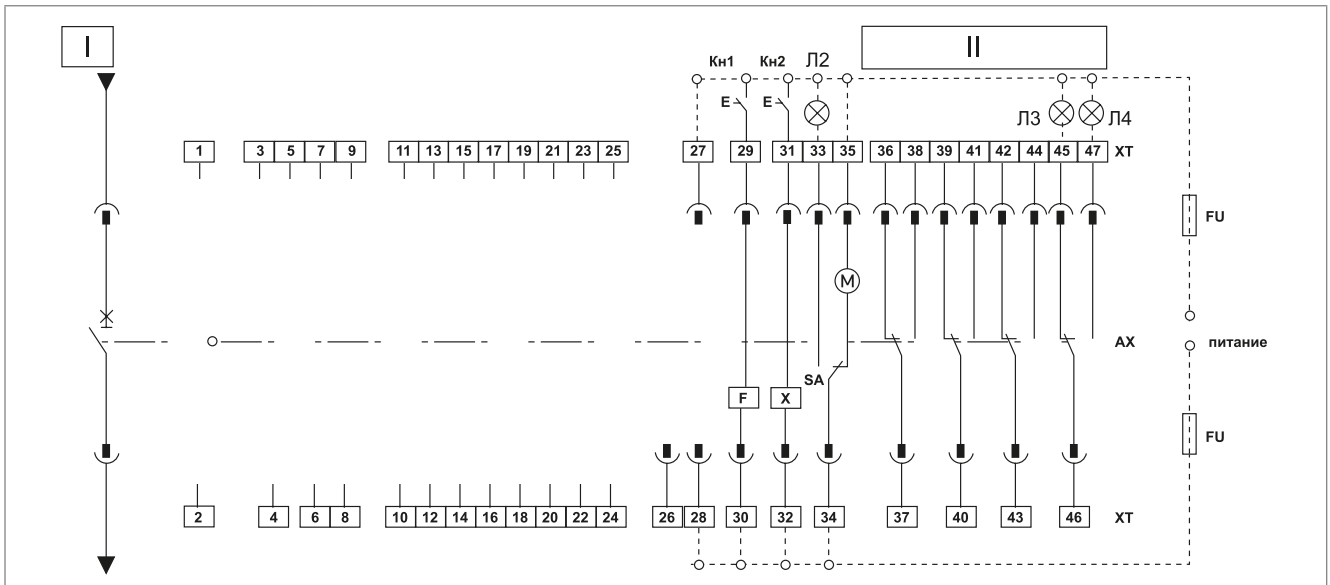 I
II
Кн1 Кн2 Л2
E E
Л3 Л4
1 3 5 7 9 11 13 15 17 19 21 23 25 27 29 31 33 35 36 38 39 41 42 44 45 47 XT
FU
M
AX питание
SA
F X
FU
2 4 6 8 10 12 14 16 18 20 22 24 26 28 30 32 34 37 40 43 46 XT